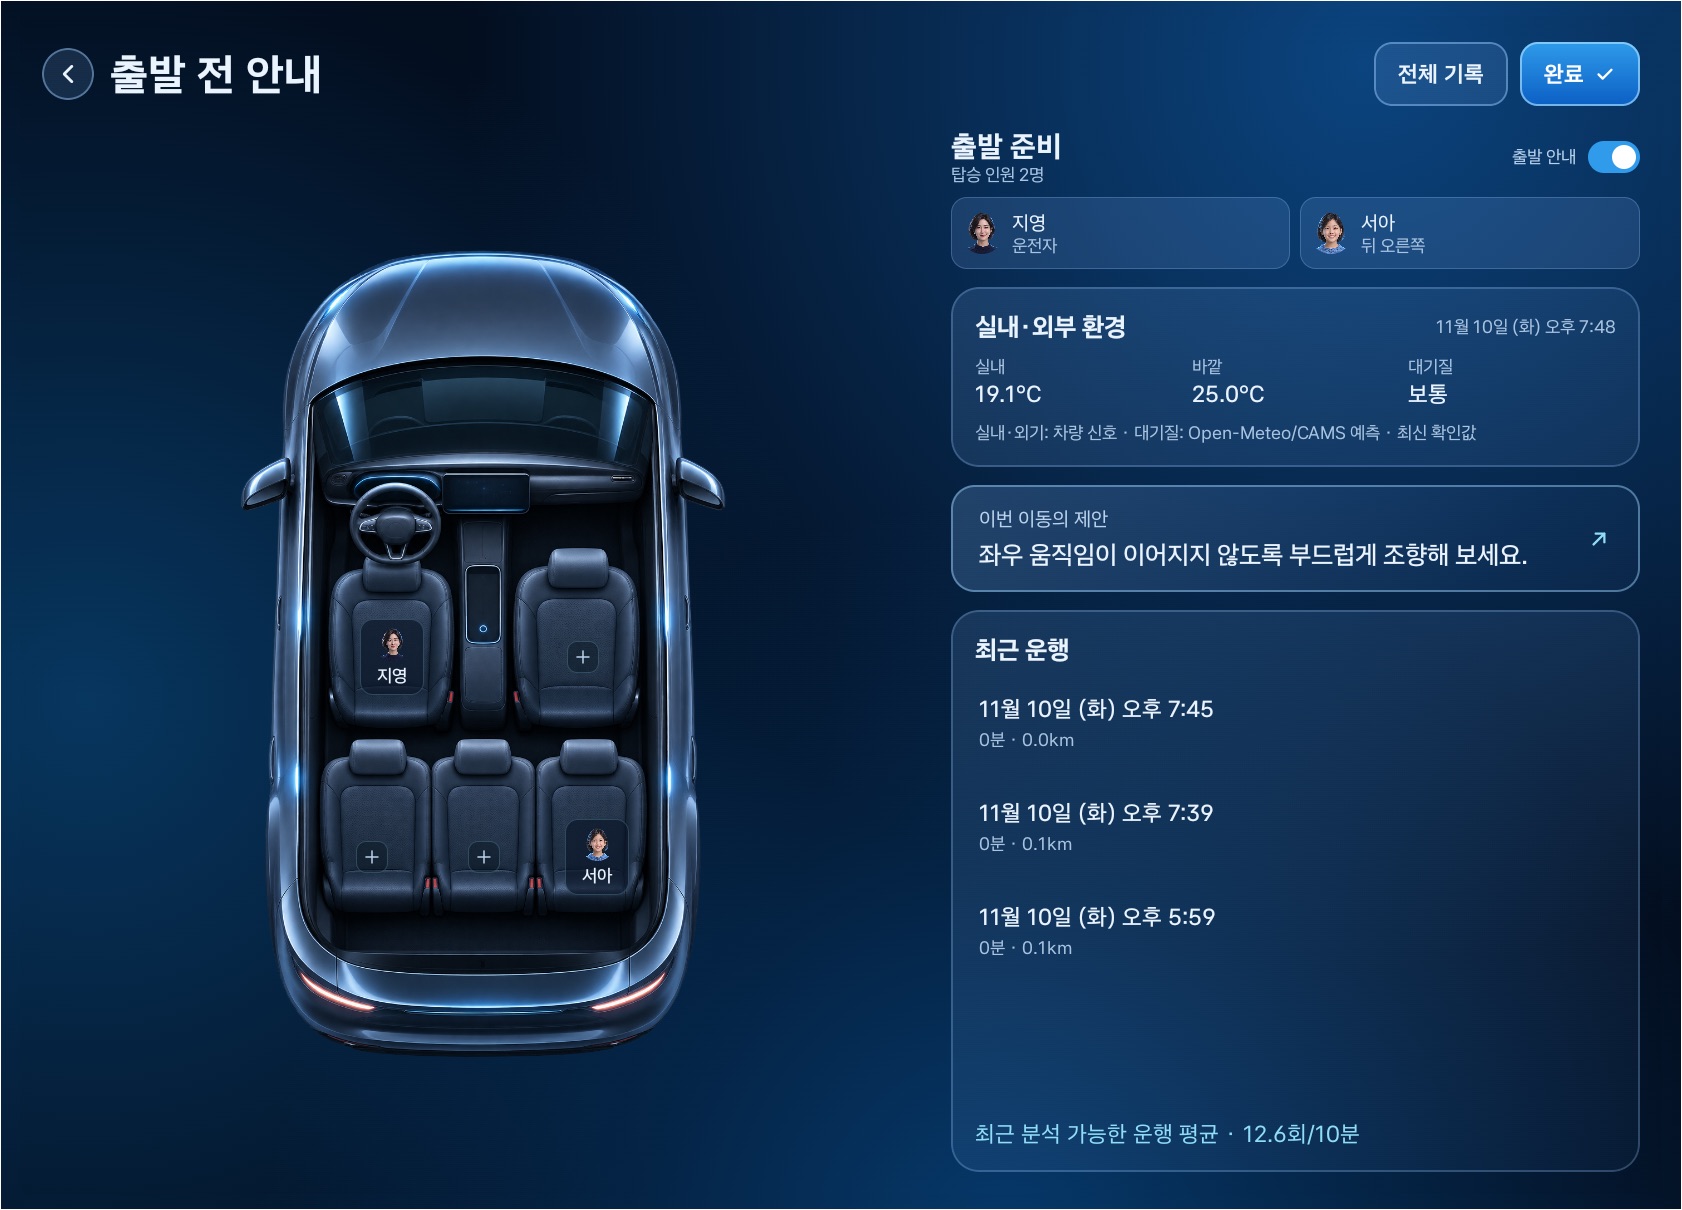 출발 전 안내
전체 기록
완료
출발 준비
탑승 인원 2명
출발 안내
지영
운전자
서아
뒤 오른쪽
실내·외부 환경
11월 10일 (화) 오후 7:48
실내
19.1°C
바깥
25.0°C
대기질
보통
실내·외기: 차량 신호 · 대기질: Open-Meteo/CAMS 예측 · 최신 확인값
이번 이동의 제안
좌우 움직임이 이어지지 않도록 부드럽게 조향해 보세요.
최근 운행
11월 10일 (화) 오후 7:45
0분 · 0.0km
11월 10일 (화) 오후 7:39
0분 · 0.1km
11월 10일 (화) 오후 5:59
0분 · 0.1km
최근 분석 가능한 운행 평균 · 12.6회/10분
지영
서아